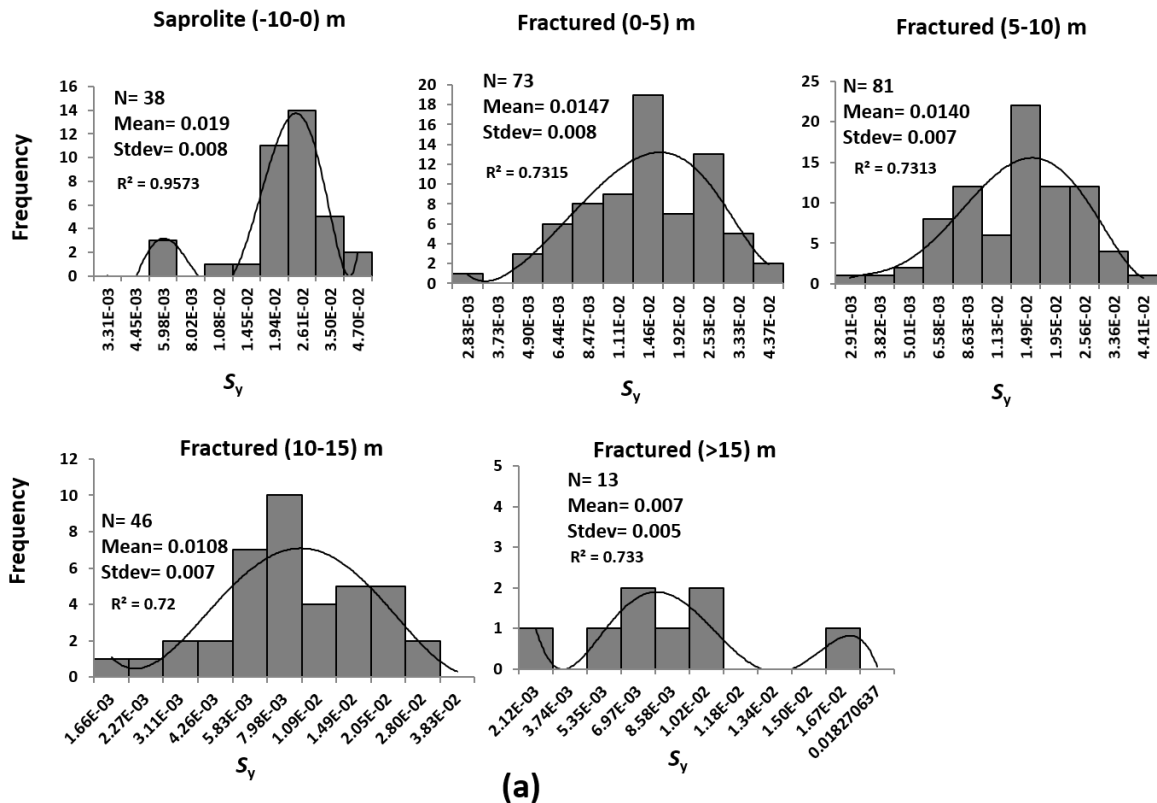 Saprolite (-10-0) m
Frequency
16
14
12
10
8
6
4
2
0
N= 38
Mean= 0.019
Stdev= 0.008
R² = 0.9573
3.31E-03
4.45E-03
5.98E-03
8.02E-03
1.08E-02
1.45E-02
1.94E-02
2.61E-02
3.50E-02
4.70E-02
Sy
Fractured (0-5) m
20
18
16
14
12
10
8
6
4
2
0
N= 73
Mean= 0.0147
Stdev= 0.008
R² = 0.7315
2.83E-03
3.73E-03
4.90E-03
6.44E-03
8.47E-03
1.11E-02
1.46E-02
1.92E-02
2.53E-02
3.33E-02
4.37E-02
Sy
Fractured (5-10) m
25
20
15
10
5
0
N= 81
Mean= 0.0140
Stdev= 0.007
R² = 0.7313
2.91E-03
3.82E-03
5.01E-03
6.58E-03
8.63E-03
1.13E-02
1.49E-02
1.95E-02
2.56E-02
3.36E-02
4.41E-02
Sy
Fractured (10-15) m
Frequency
12
10
8
6
4
2
0
N= 46
Mean= 0.0108
Stdev= 0.007
R² = 0.72
1.66E-03
2.27E-03
3.11E-03
4.26E-03
5.83E-03
7.98E-03
1.09E-02
1.49E-02
2.05E-02
2.80E-02
3.83E-02
Sy
Fractured (>15) m
5
4
3
2
1
0
N= 13
Mean= 0.007
Stdev= 0.005
R² = 0.733
2.12E-03
3.74E-03
5.35E-03
6.97E-03
8.58E-03
1.02E-02
1.18E-02
1.34E-02
1.50E-02
1.67E-02
0.018270637
Sy
(a)